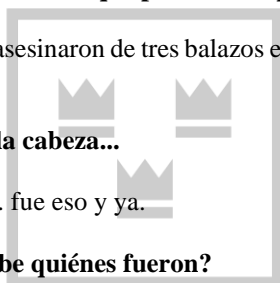 asesinaron de tres balazos e
la cabeza...
. fue eso y ya.
be quiénes fueron?